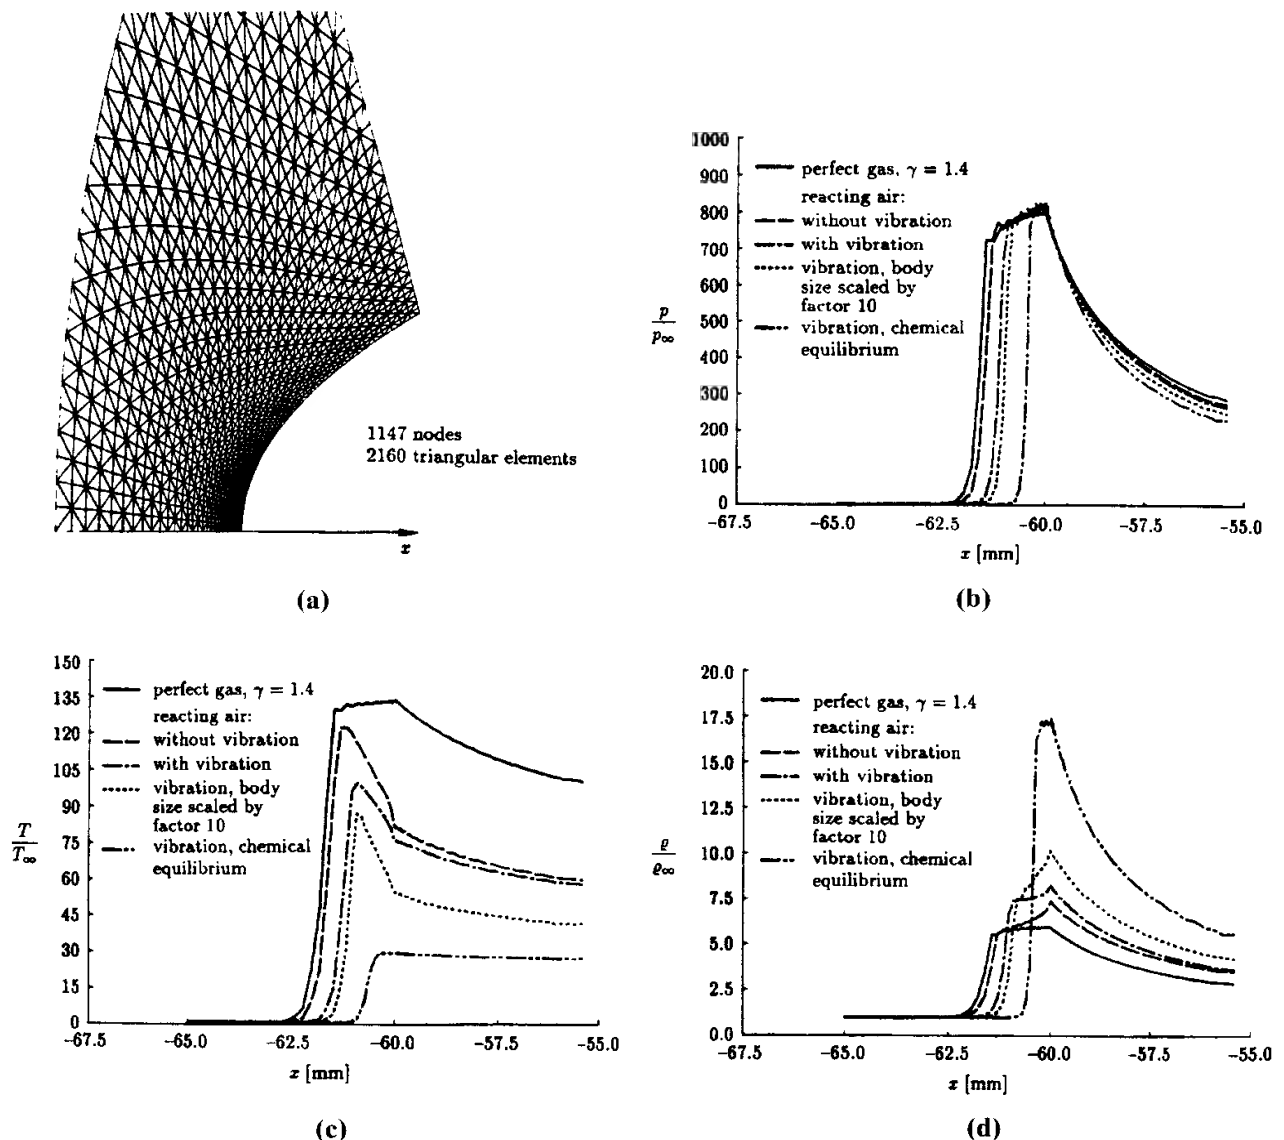 1147 nodes
2160 triangular elements
x
(a)
1000
900
800
700
600
500
400
300
200
100
0
p
p∞
perfect gas, γ = 1.4
reacting air:
without vibration
with vibration
vibration, body
size scaled by
factor 10
vibration, chemical
equilibrium
−67.5 −65.0 −62.5 −60.0 −57.5 −55.0
x [mm]
(b)
150
135
120
105
90
75
60
45
30
15
0
T
T∞
perfect gas, γ = 1.4
reacting air:
without vibration
with vibration
vibration, body
size scaled by
factor 10
vibration, chemical
equilibrium
−67.5 −65.0 −62.5 −60.0 −57.5 −55.0
x [mm]
(c)
20.0
17.5
15.0
12.5
10.0
7.5
5.0
2.5
0.0
ϱ
ϱ∞
perfect gas, γ = 1.4
reacting air:
without vibration
with vibration
vibration, body
size scaled by
factor 10
vibration, chemical
equilibrium
−67.5 −65.0 −62.5 −60.0 −57.5 −55.0
x [mm]
(d)